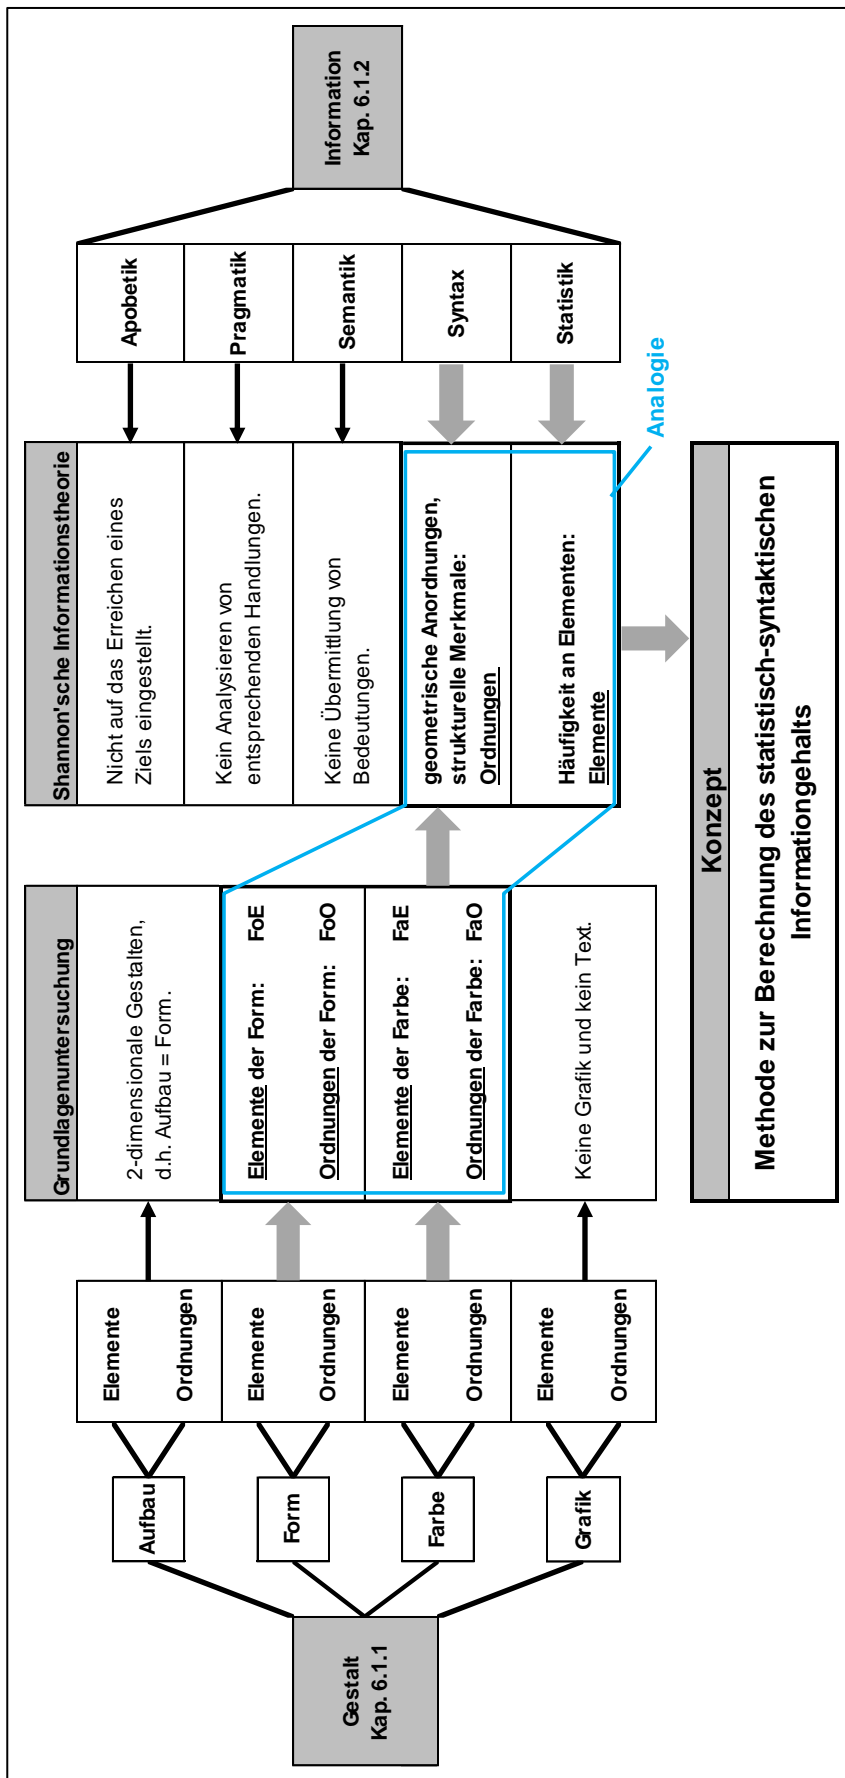 Gestalt
Kap. 6.1.1
Aufbau
Form
Farbe
Grafik
Elemente
Ordnungen
Elemente
Ordnungen
Elemente
Ordnungen
Elemente
Ordnungen
Grundlagenuntersuchung
2-dimensionale Gestalten,
d.h. Aufbau = Form.
Elemente der Form: FoE
Ordnungen der Form: FoO
Elemente der Farbe: FaE
Ordnungen der Farbe: FaO
Keine Grafik und kein Text.
Shannon'sche Informationstheorie
Nicht auf das Erreichen eines
Ziels eingestellt.
Kein Analysieren von
entsprechenden Handlungen.
Keine Übermittlung von
Bedeutungen.
geometrische Anordnungen,
strukturelle Merkmale:
Ordnungen
Häufigkeit an Elementen:
Elemente
Apobetik
Pragmatik
Semantik
Syntax
Statistik
Information
Kap. 6.1.2
Analogie
Konzept
Methode zur Berechnung des statistisch-syntaktischen
Informationgehalts